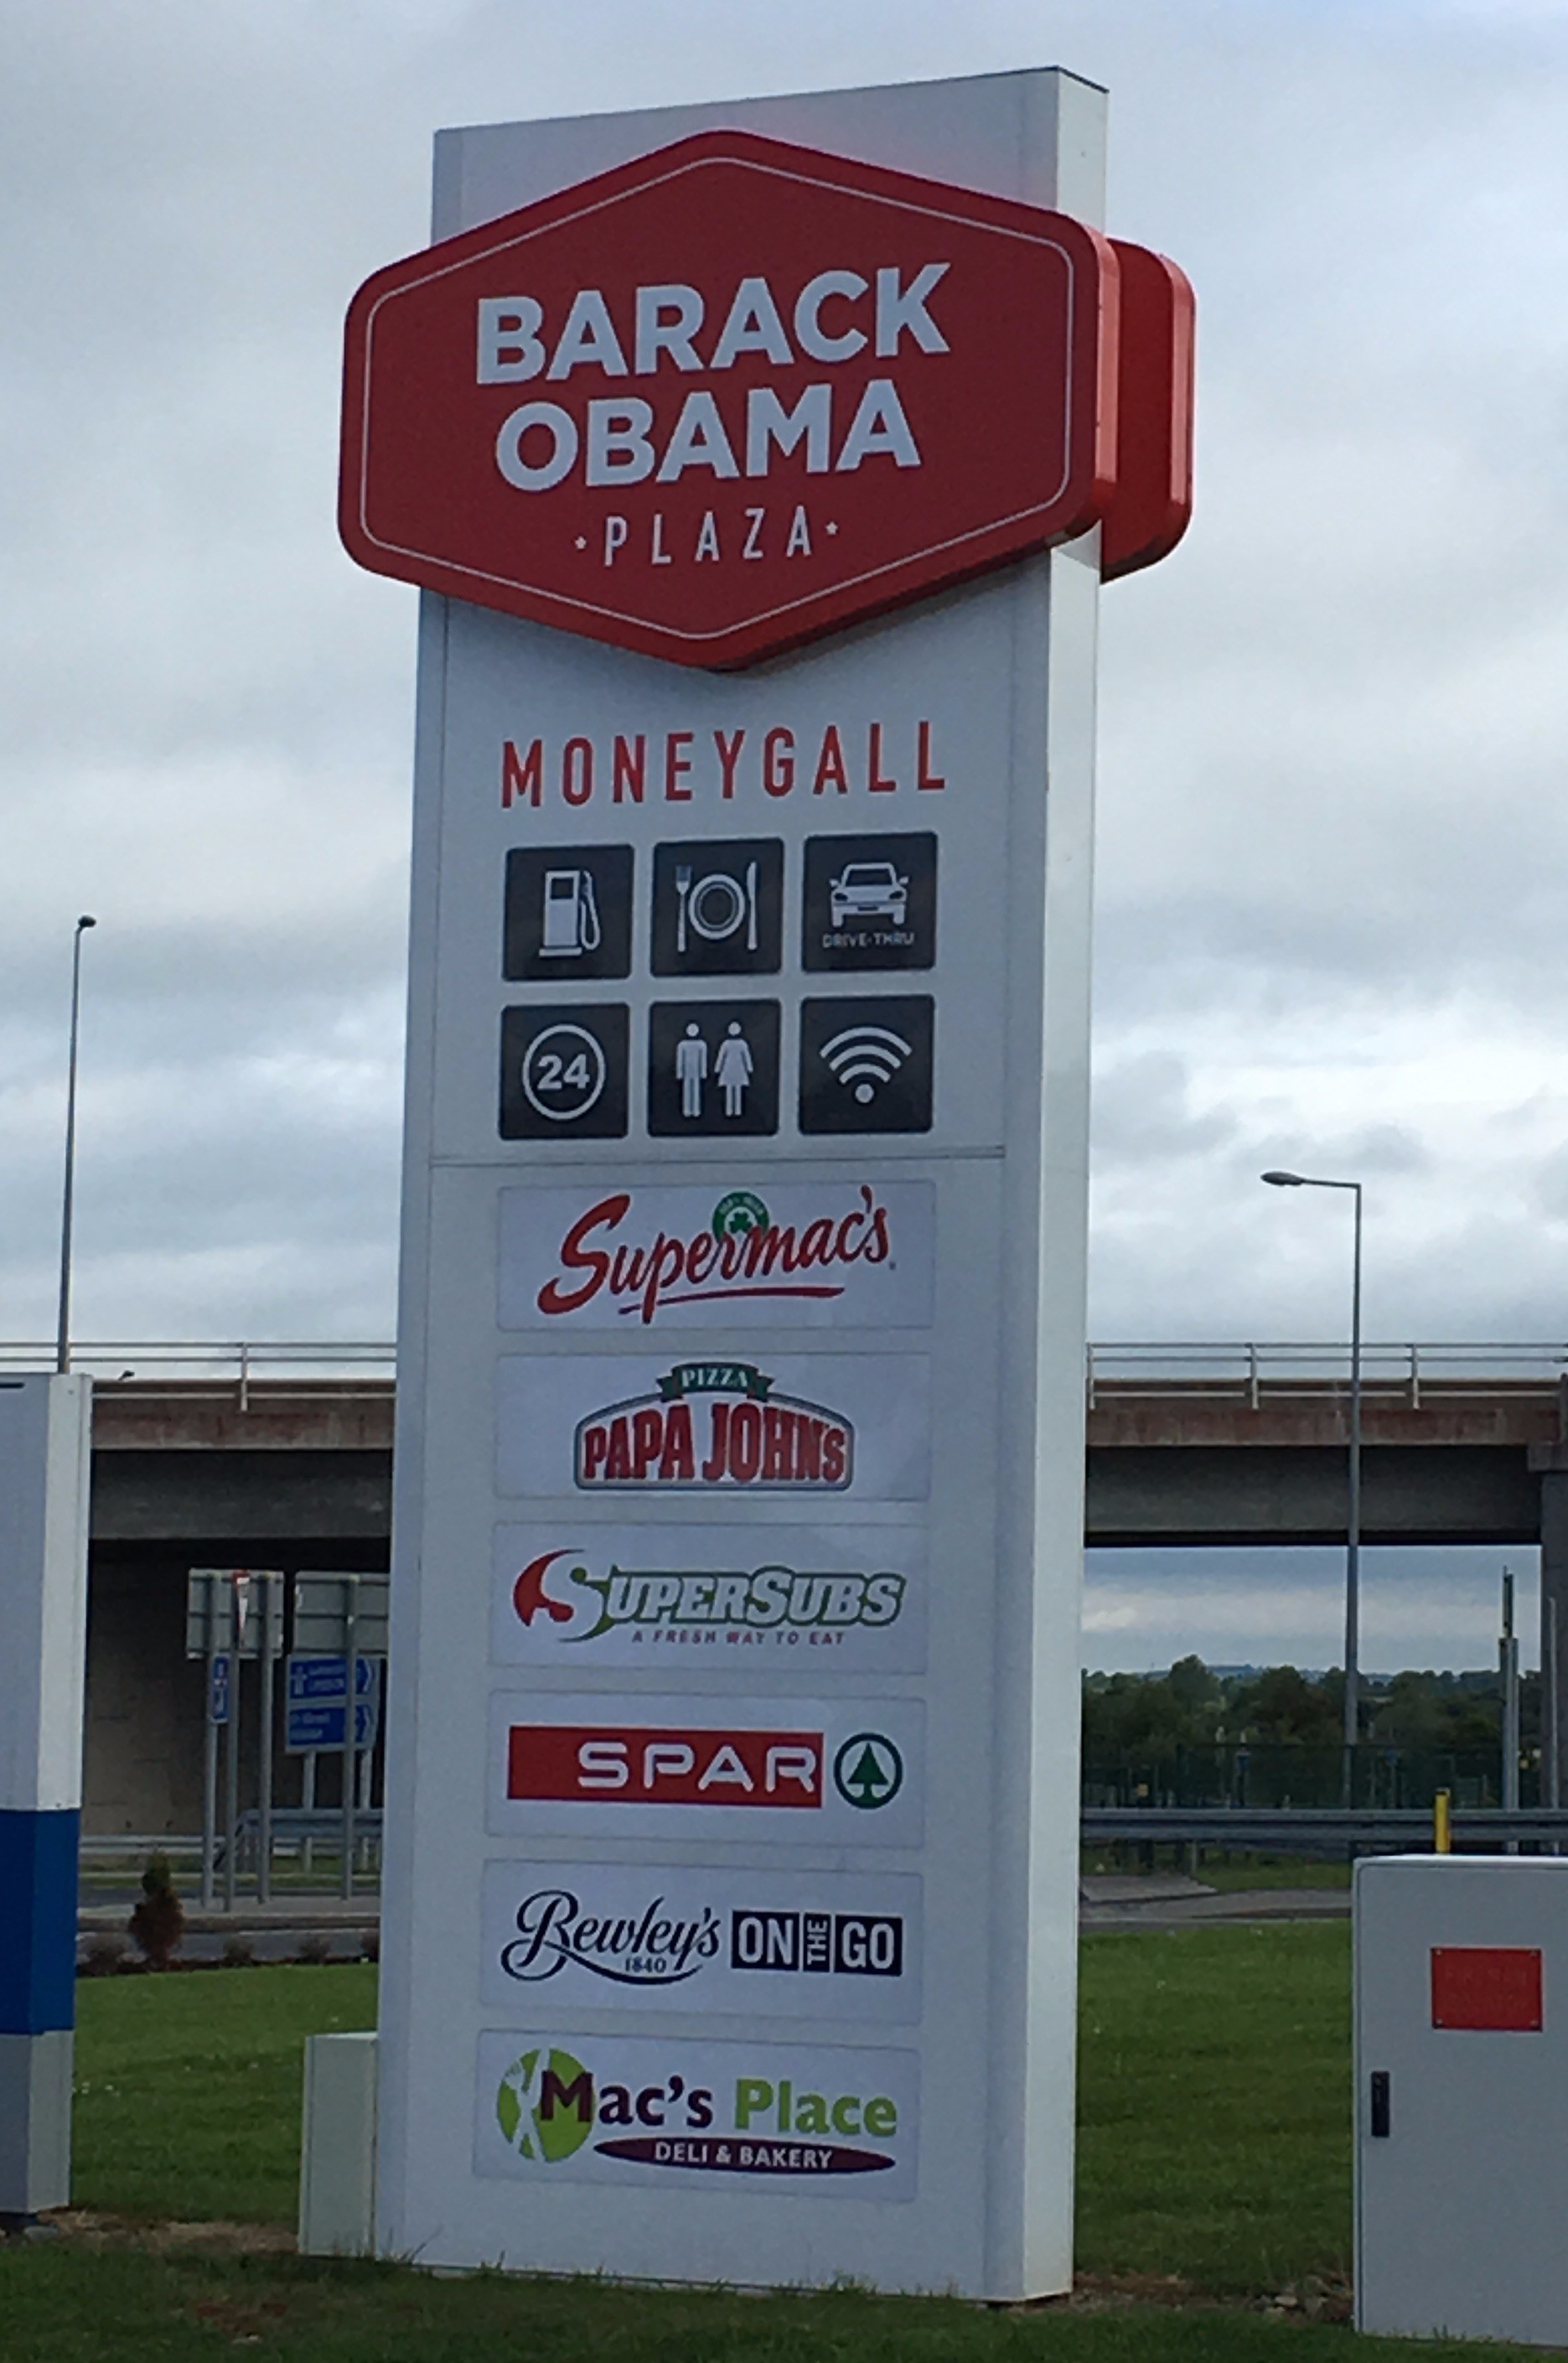 BARACK
OBAMA
· PLAZA ·
MONEYGALL
DRIVE-THRU
24
Supermac's
PIZZA
PAPA JOHNS
SUPERSUBS
A FRESH WAY TO EAT
SPAR
Bewley's ON THE GO
1840
Mac's Place
DELI & BAKERY